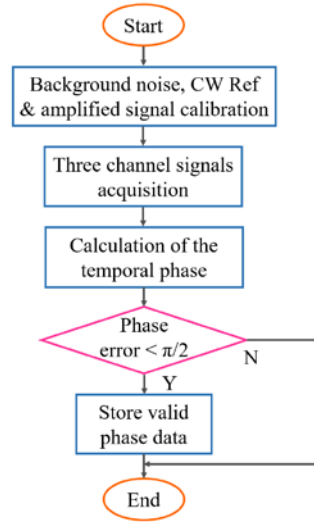 Start
Background noise, CW Ref
& amplified signal calibration
Three channel signals
acquisition
Calculation of the
temporal phase
Phase
error < π/2
N
Y
Store valid
phase data
End